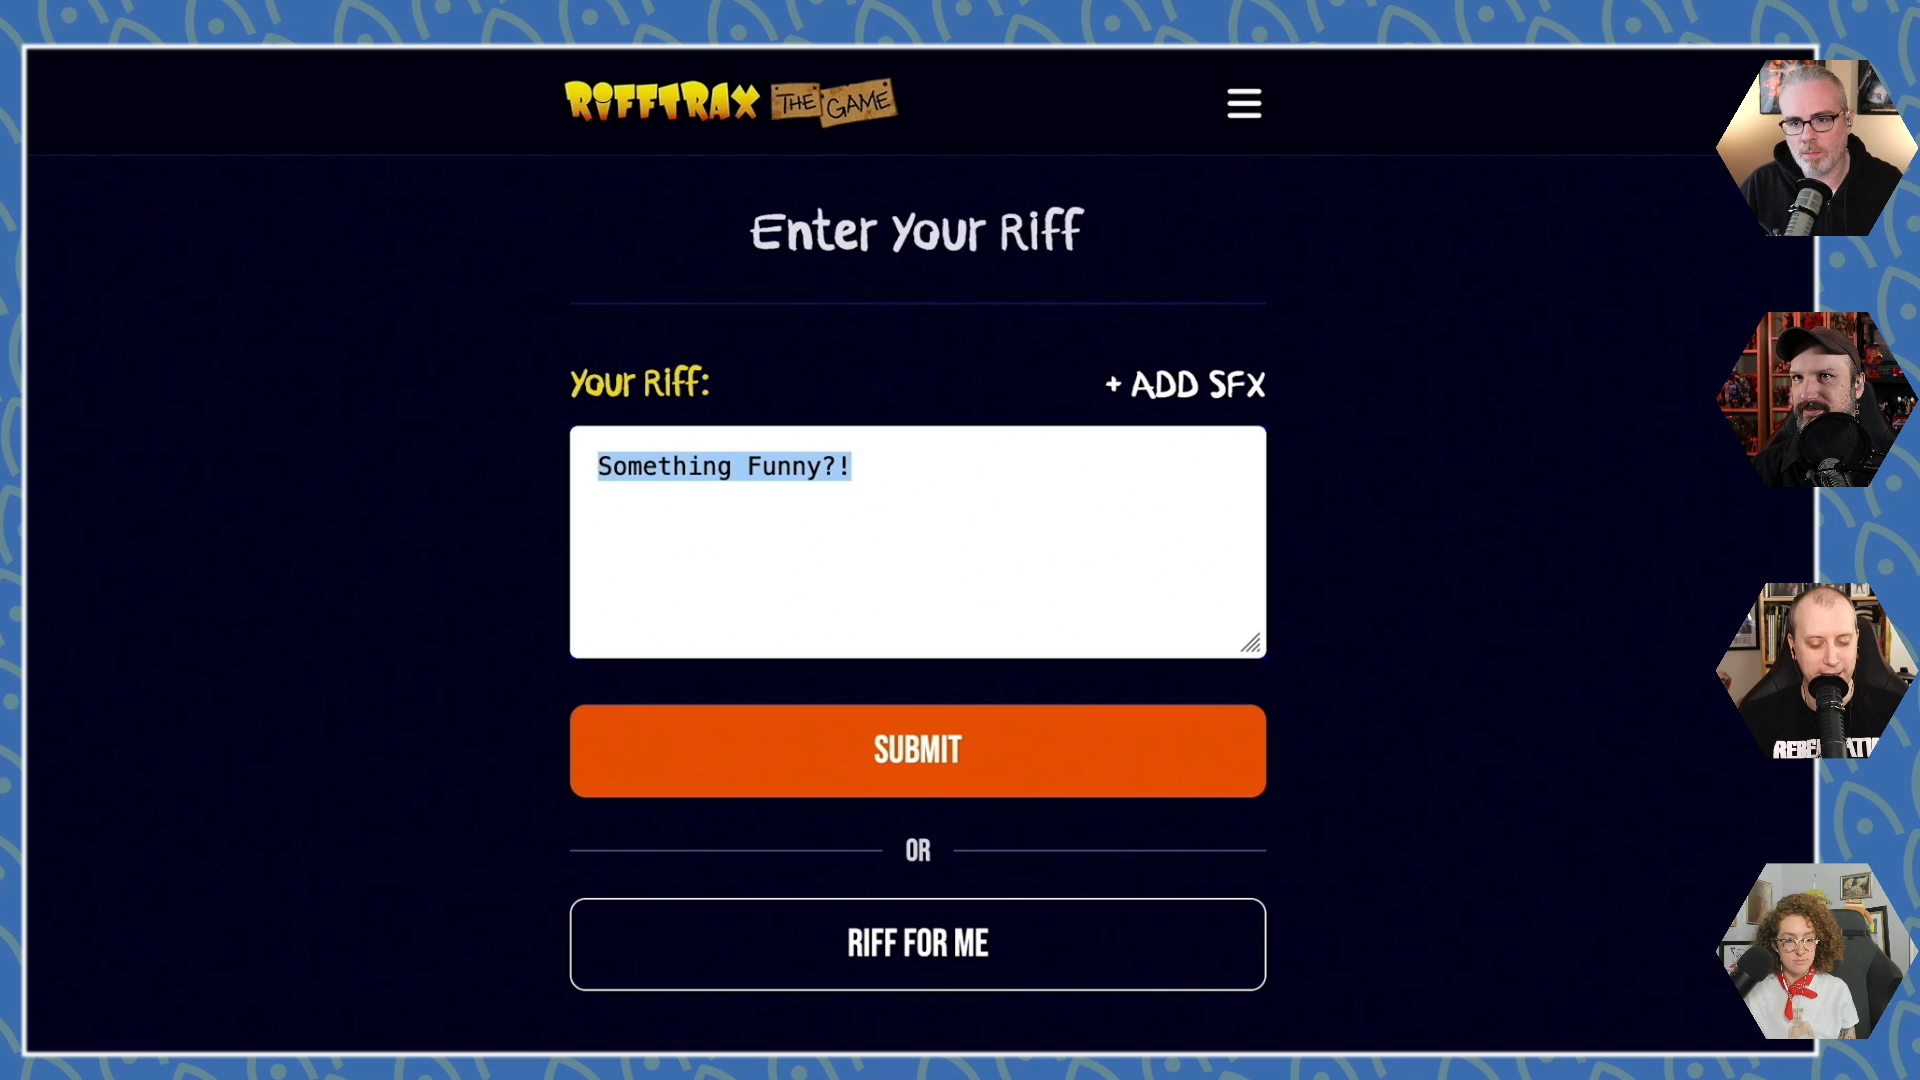 RIFFTRAX THE GAME
Enter Your Riff
Your Riff:
+ ADD SFX
Something Funny?!
SUBMIT
OR
RIFF FOR ME